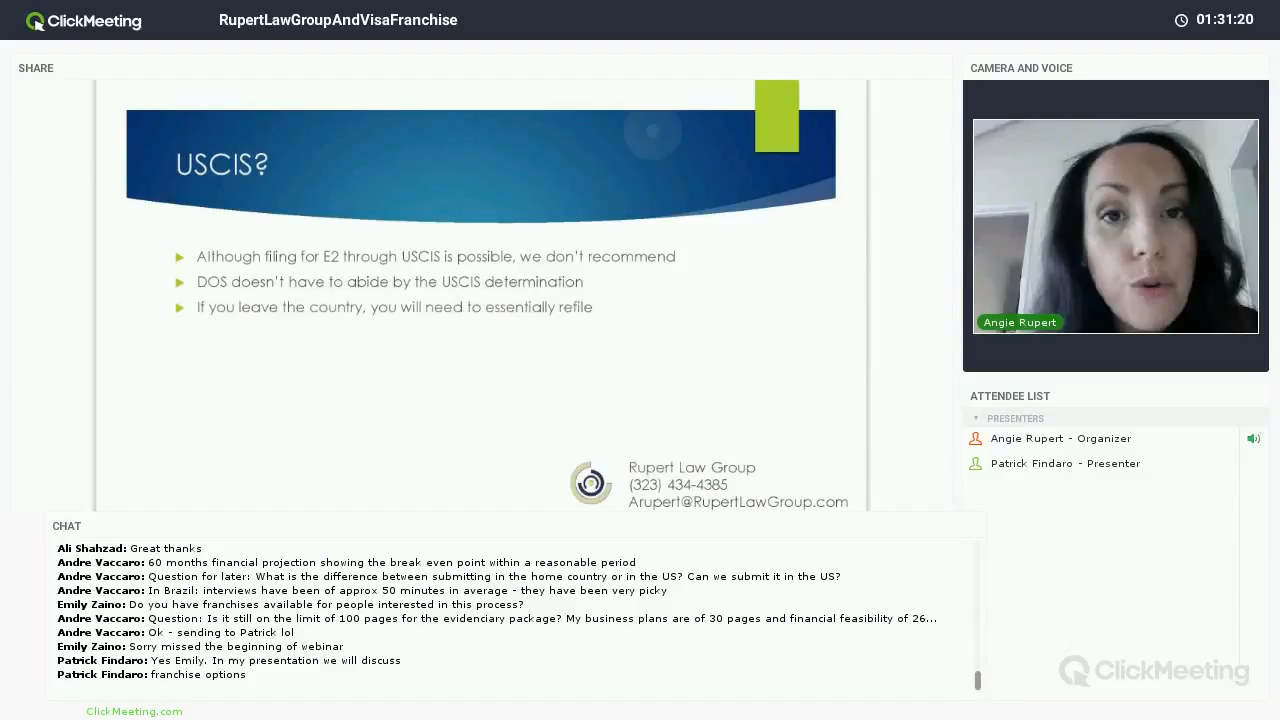 ClickMeeting
RupertLawGroupAndVisaFranchise
01:31:20
SHARE
USCIS?
Although filing for E2 through USCIS is possible, we don't recommend
DOS doesn't have to abide by the USCIS determination
If you leave the country, you will need to essentially refile
Rupert Law Group
(323) 434-4385
Arupert@RupertLawGroup.com
CAMERA AND VOICE
Angie Rupert
ATTENDEE LIST
PRESENTERS
Angie Rupert - Organizer
Patrick Findaro - Presenter
CHAT
Ali Shahzad: Great thanks
Andre Vaccaro: 60 months financial projection showing the break even point within a reasonable period
Andre Vaccaro: Question for later: What is the difference between submitting in the home country or in the US? Can we submit it in the US?
Andre Vaccaro: In Brazil: interviews have been of approx 50 minutes in average - they have been very picky
Emily Zaino: Do you have franchises available for people interested in this process?
Andre Vaccaro: Question: Is it still on the limit of 100 pages for the evidenciary package? My business plans are of 30 pages and financial feasibility of 26...
Andre Vaccaro: Ok - sending to Patrick lol
Emily Zaino: Sorry missed the beginning of webinar
Patrick Findaro: Yes Emily. In my presentation we will discuss
Patrick Findaro: franchise options
ClickMeeting
ClickMeeting.com